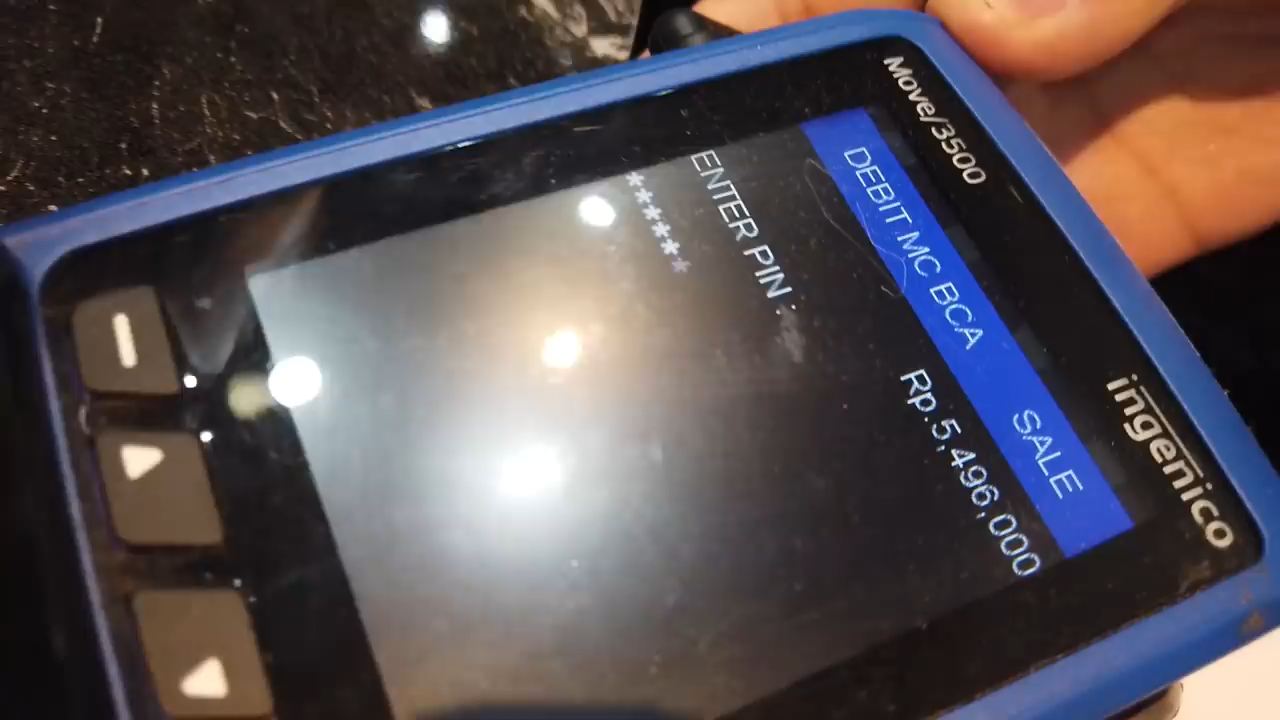 Move/3500
ingenico
DEBIT MC BCA SALE
Rp.5,496,000
ENTER PIN :
******